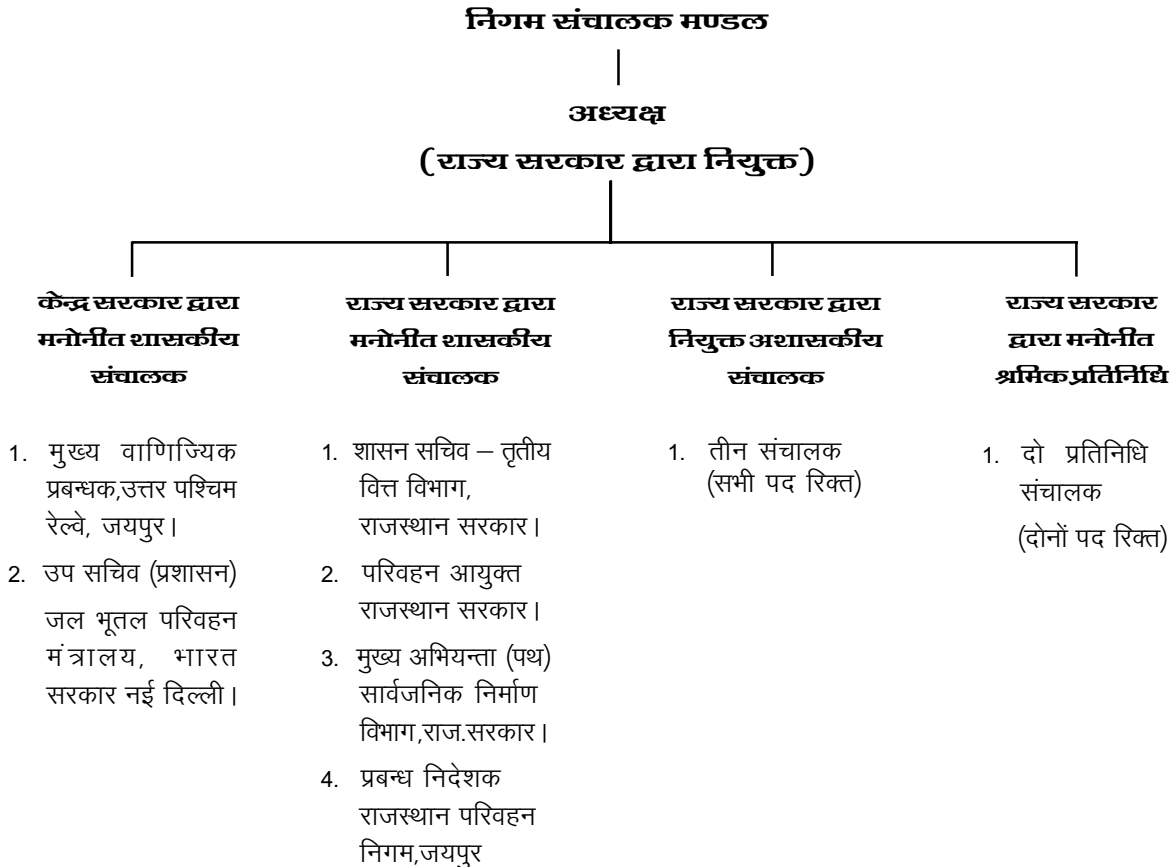 निगम संचालक मण्डल
अध्यक्ष
(राज्य सरकार द्वारा नियुक्त)
केन्द्र सरकार द्वारा
मनोनीत शासकीय
संचालक
1. मुख्य वाणिज्यिक
प्रबन्धक,उत्तर पश्चिम
रेल्वे, जयपुर।
2. उप सचिव (प्रशासन)
जल भूतल परिवहन
मंत्रालय, भारत
सरकार नई दिल्ली।
राज्य सरकार द्वारा
मनोनीत शासकीय
संचालक
1. शासन सचिव – तृतीय
वित्त विभाग,
राजस्थान सरकार।
2. परिवहन आयुक्त
राजस्थान सरकार।
3. मुख्य अभियन्ता (पथ)
सार्वजनिक निर्माण
विभाग,राज.सरकार।
4. प्रबन्ध निदेशक
राजस्थान परिवहन
निगम,जयपुर
राज्य सरकार द्वारा
नियुक्त अशासकीय
संचालक
1. तीन संचालक
(सभी पद रिक्त)
राज्य सरकार
द्वारा मनोनीत
श्रमिक प्रतिनिधि
1. दो प्रतिनिधि
संचालक
(दोनों पद रिक्त)